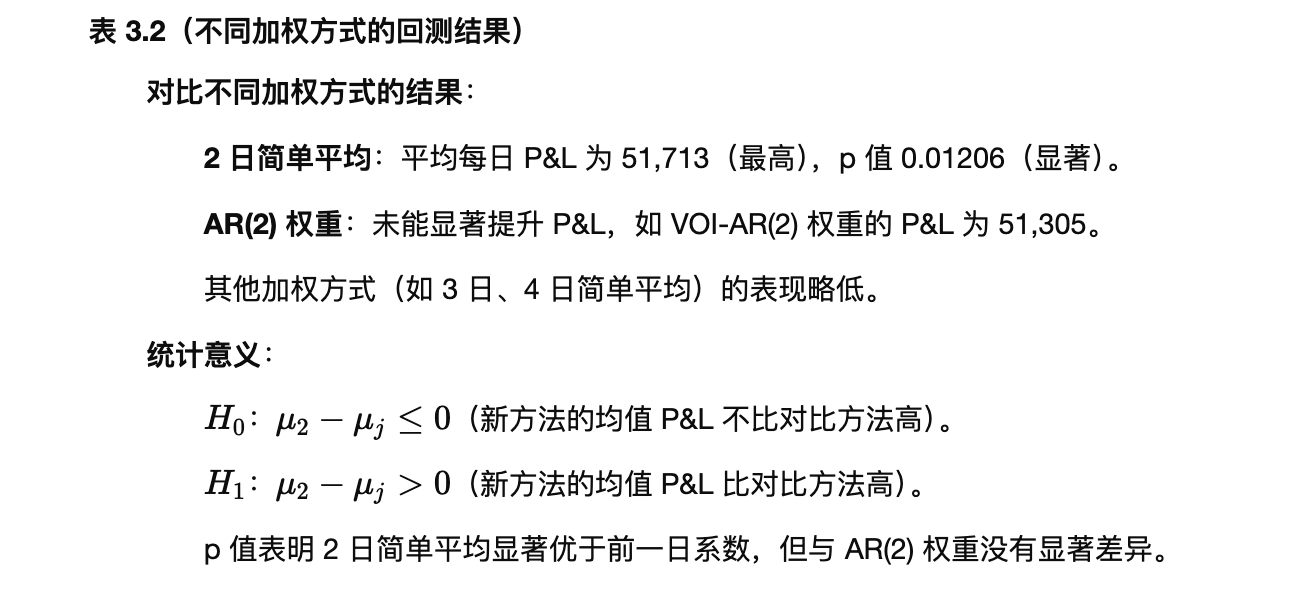 表 3.2（不同加权方式的回测结果）
对比不同加权方式的结果：
2 日简单平均：平均每日 P&L 为 51,713（最高），p 值 0.01206（显著）。
AR(2) 权重：未能显著提升 P&L，如 VOI-AR(2) 权重的 P&L 为 51,305。
其他加权方式（如 3 日、4 日简单平均）的表现略低。
统计意义：
H₀：μ₂ − μⱼ ≤ 0（新方法的均值 P&L 不比对比方法高）。
H₁：μ₂ − μⱼ > 0（新方法的均值 P&L 比对比方法高）。
p 值表明 2 日简单平均显著优于前一日系数，但与 AR(2) 权重没有显著差异。